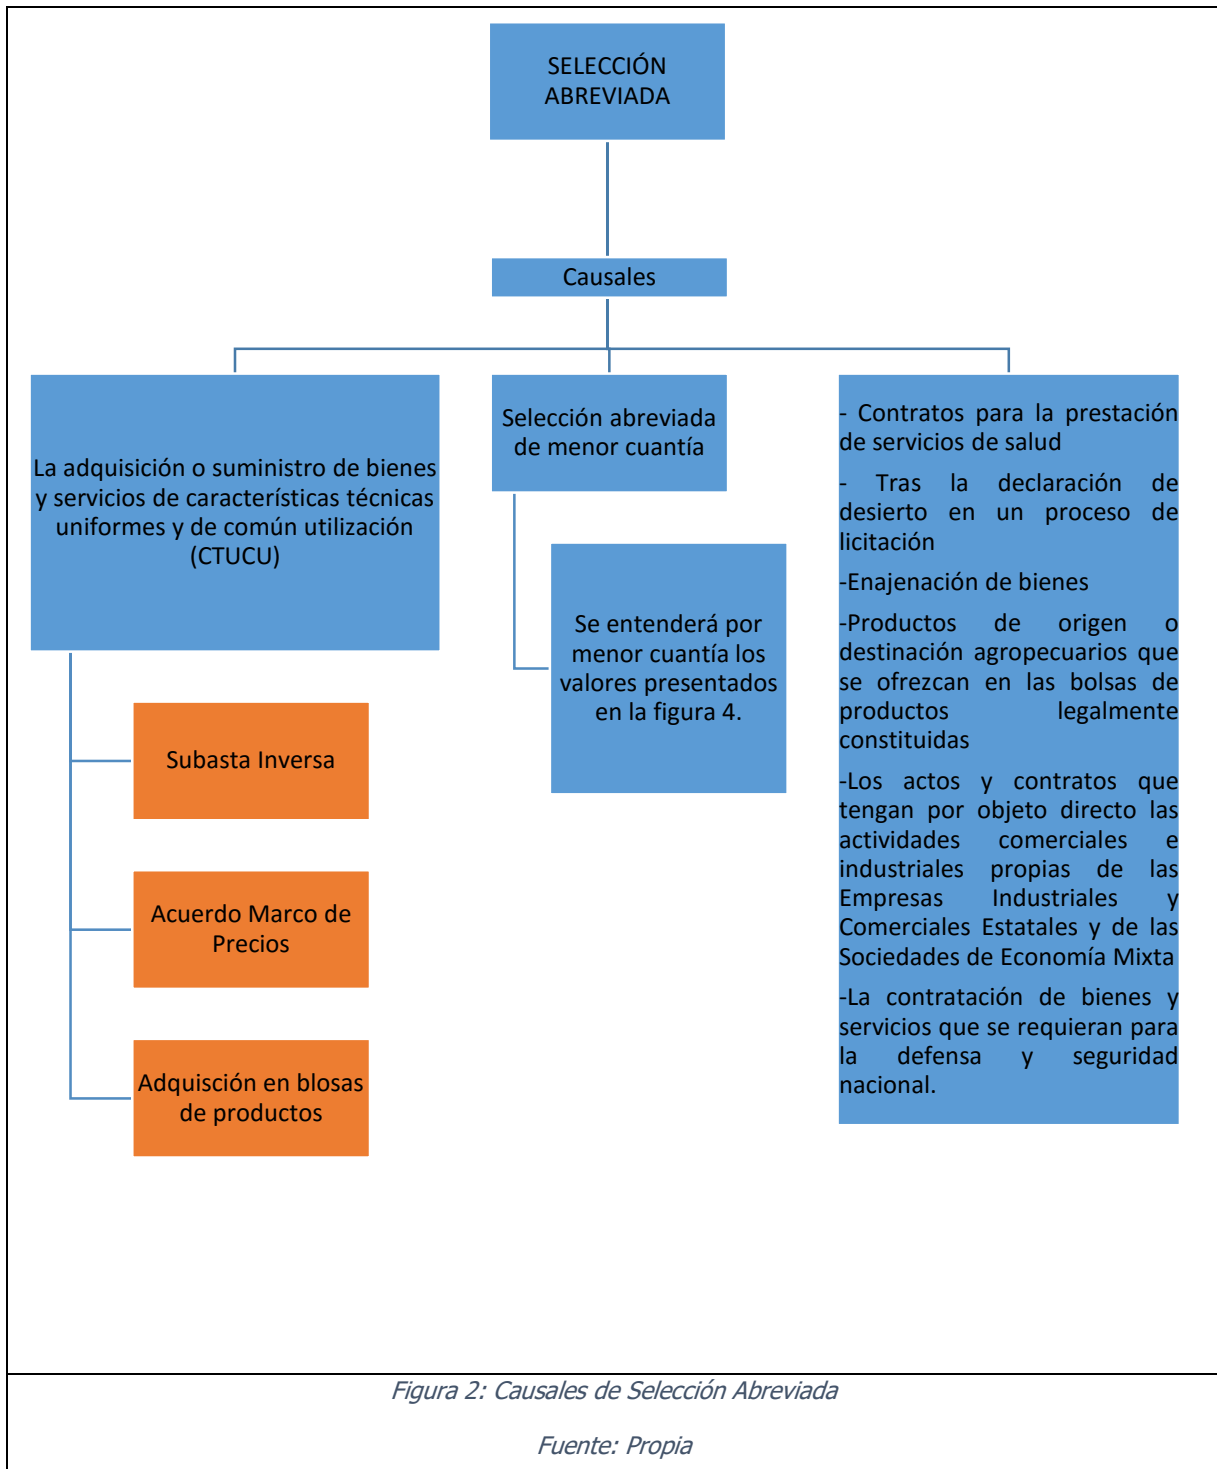 SELECCIÓN
ABREVIADA
Causales
La adquisición o suministro de bienes
y servicios de características técnicas
uniformes y de común utilización
(CTUCU)
Subasta Inversa
Acuerdo Marco de
Precios
Adquisción en blosas
de productos
Selección abreviada
de menor cuantía
Se entenderá por
menor cuantía los
valores presentados
en la figura 4.
- Contratos para la prestación
de servicios de salud
- Tras la declaración de
desierto en un proceso de
licitación
-Enajenación de bienes
-Productos de origen o
destinación agropecuarios que
se ofrezcan en las bolsas de
productos legalmente
constituidas
-Los actos y contratos que
tengan por objeto directo las
actividades comerciales e
industriales propias de las
Empresas Industriales y
Comerciales Estatales y de las
Sociedades de Economía Mixta
-La contratación de bienes y
servicios que se requieran para
la defensa y seguridad
nacional.
Figura 2: Causales de Selección Abreviada
Fuente: Propia